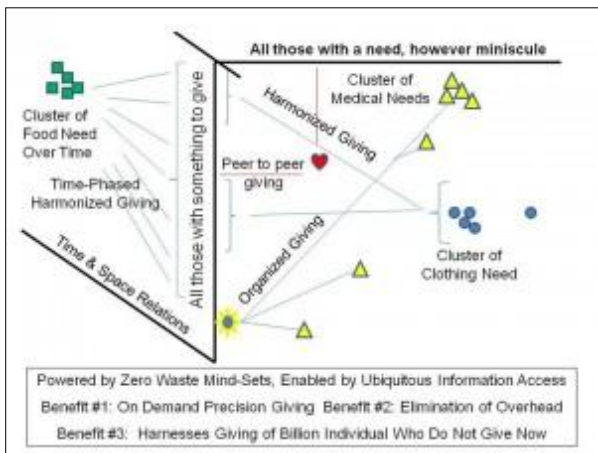 All those with a need, however miniscule
Cluster of
Medical Needs
Harmonized Giving
Cluster of
Food Need
Over Time
All those with something to give
Peer to peer
giving
Time-Phased
Harmonized Giving
Organized Giving
Cluster of
Clothing Need
Time & Space Relations
Powered by Zero Waste Mind-Sets, Enabled by Ubiquitous Information Access
Benefit #1: On Demand Precision Giving Benefit #2: Elimination of Overhead
Benefit #3: Harnesses Giving of Billion Individual Who Do Not Give Now